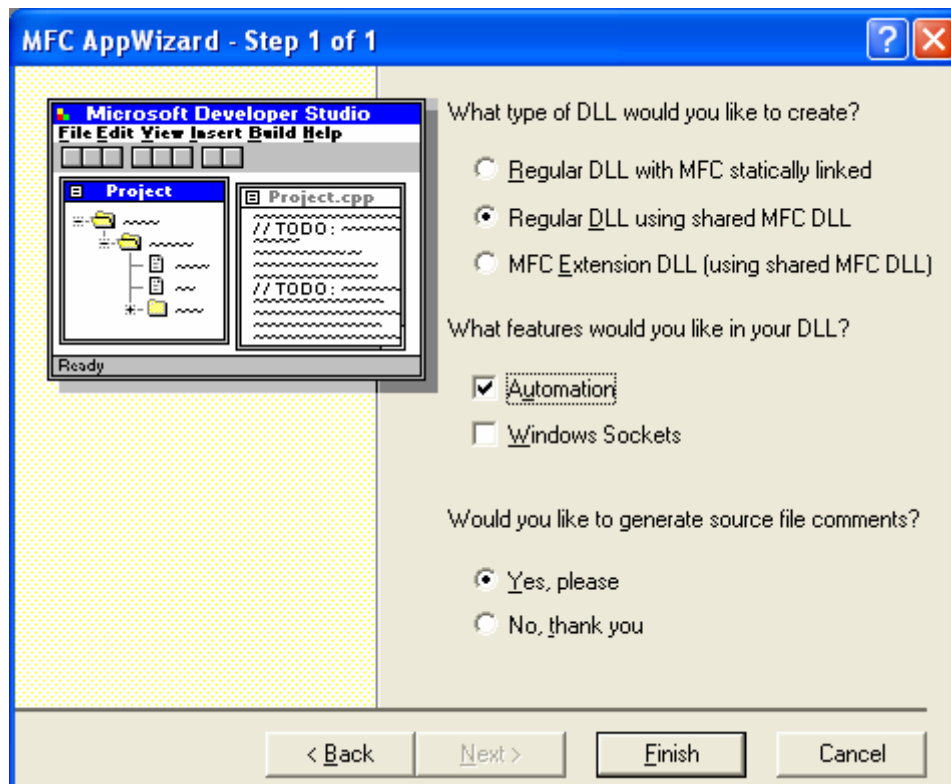 MFC AppWizard - Step 1 of 1
Microsoft Developer Studio
File Edit View Insert Build Help
Project
Project.cpp
// TODO:
// TODO:
Ready
What type of DLL would you like to create?
Regular DLL with MFC statically linked
Regular DLL using shared MFC DLL
MFC Extension DLL (using shared MFC DLL)
What features would you like in your DLL?
Automation
Windows Sockets
Would you like to generate source file comments?
Yes, please
No, thank you
< Back
Next >
Finish
Cancel